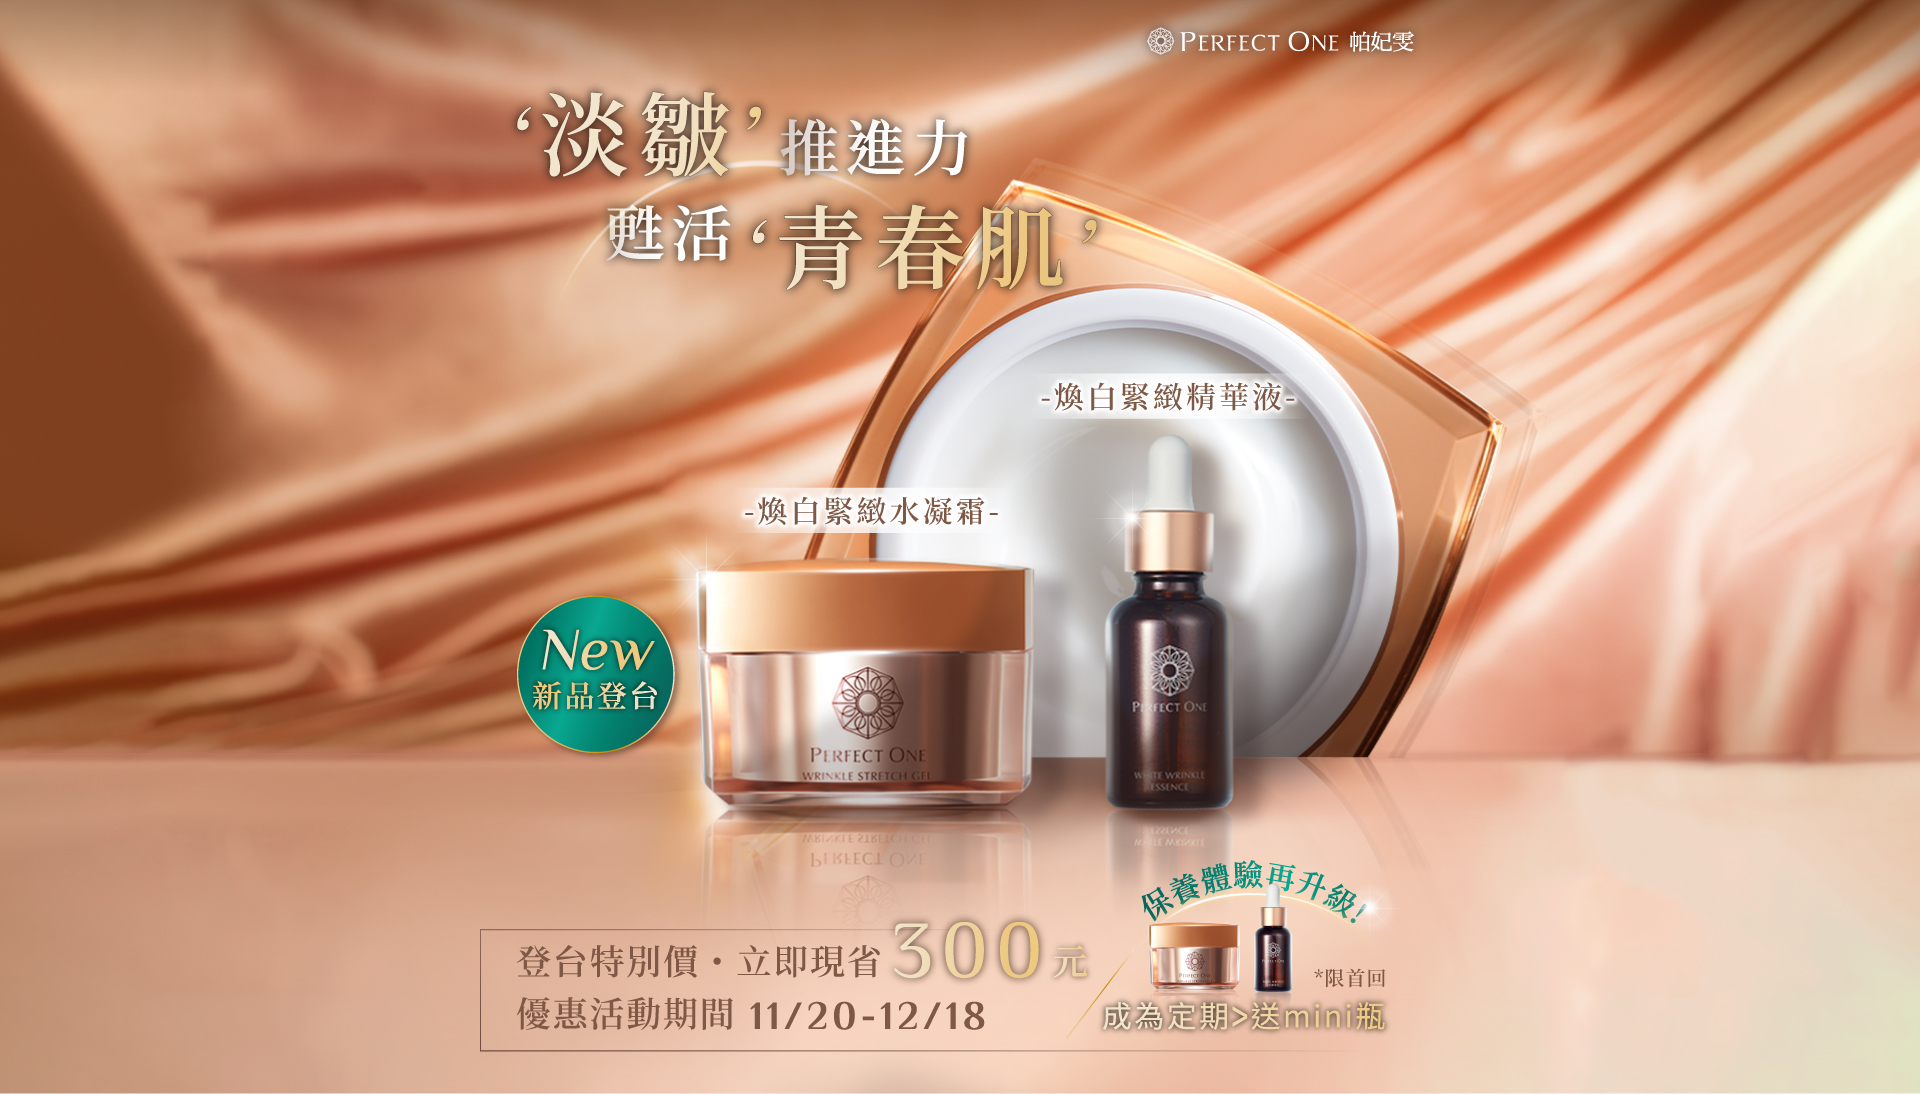 PERFECT ONE 帕妃雯
‘淡皺’推進力
甦活‘青春肌’
-煥白緊緻精華液-
-煥白緊緻水凝霜-
New
新品登台
PERFECT ONE
WRINKLE STRETCH GEL
PERFECT ONE
WHITE WRINKLE
ESSENCE
保養體驗再升級!
登台特別價・立即現省300元
優惠活動期間 11/20-12/18
*限首回
成為定期>送mini瓶